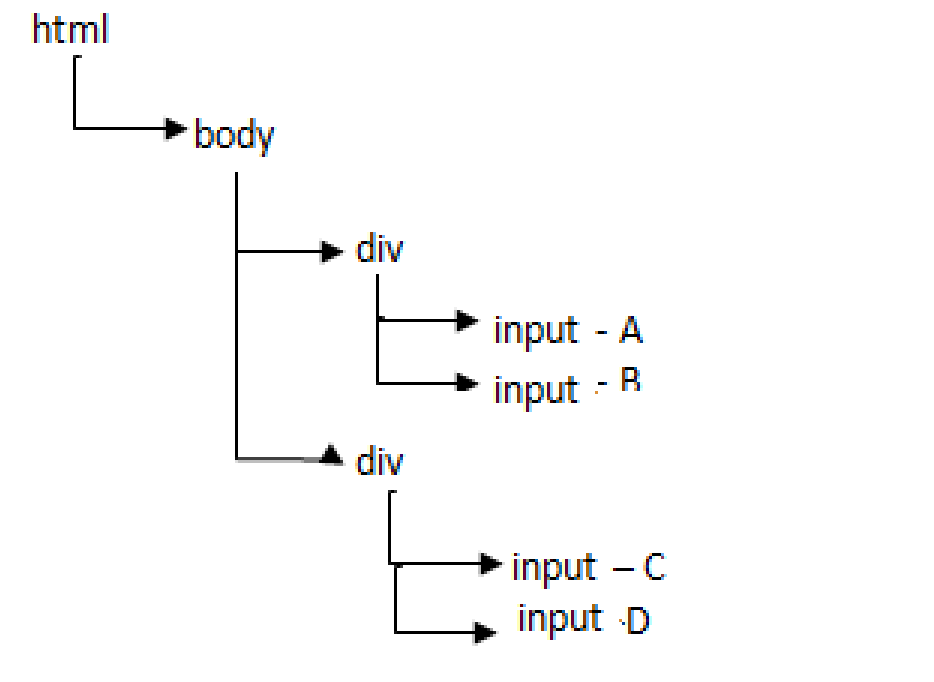 html
body
div
input - A
input - B
div
input – C
input -D